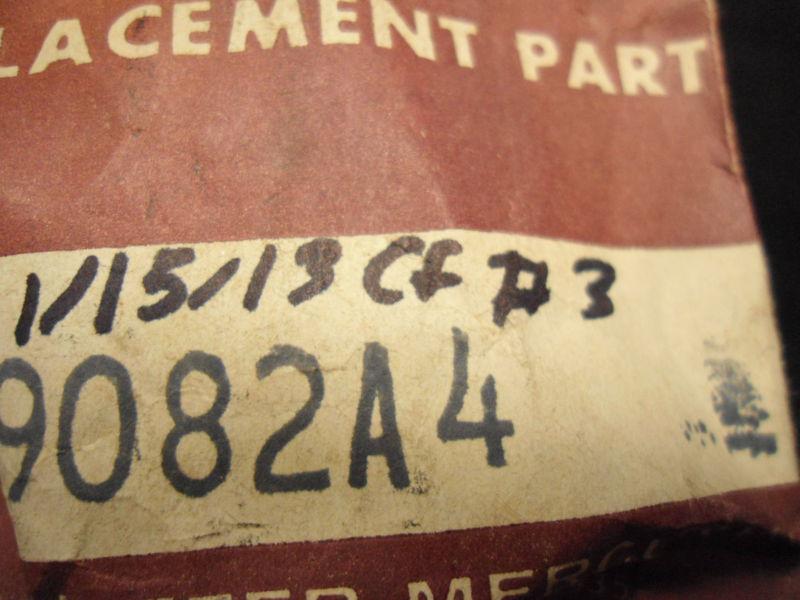 LACEMENT PART
1/15/13 CF #3
9082A4